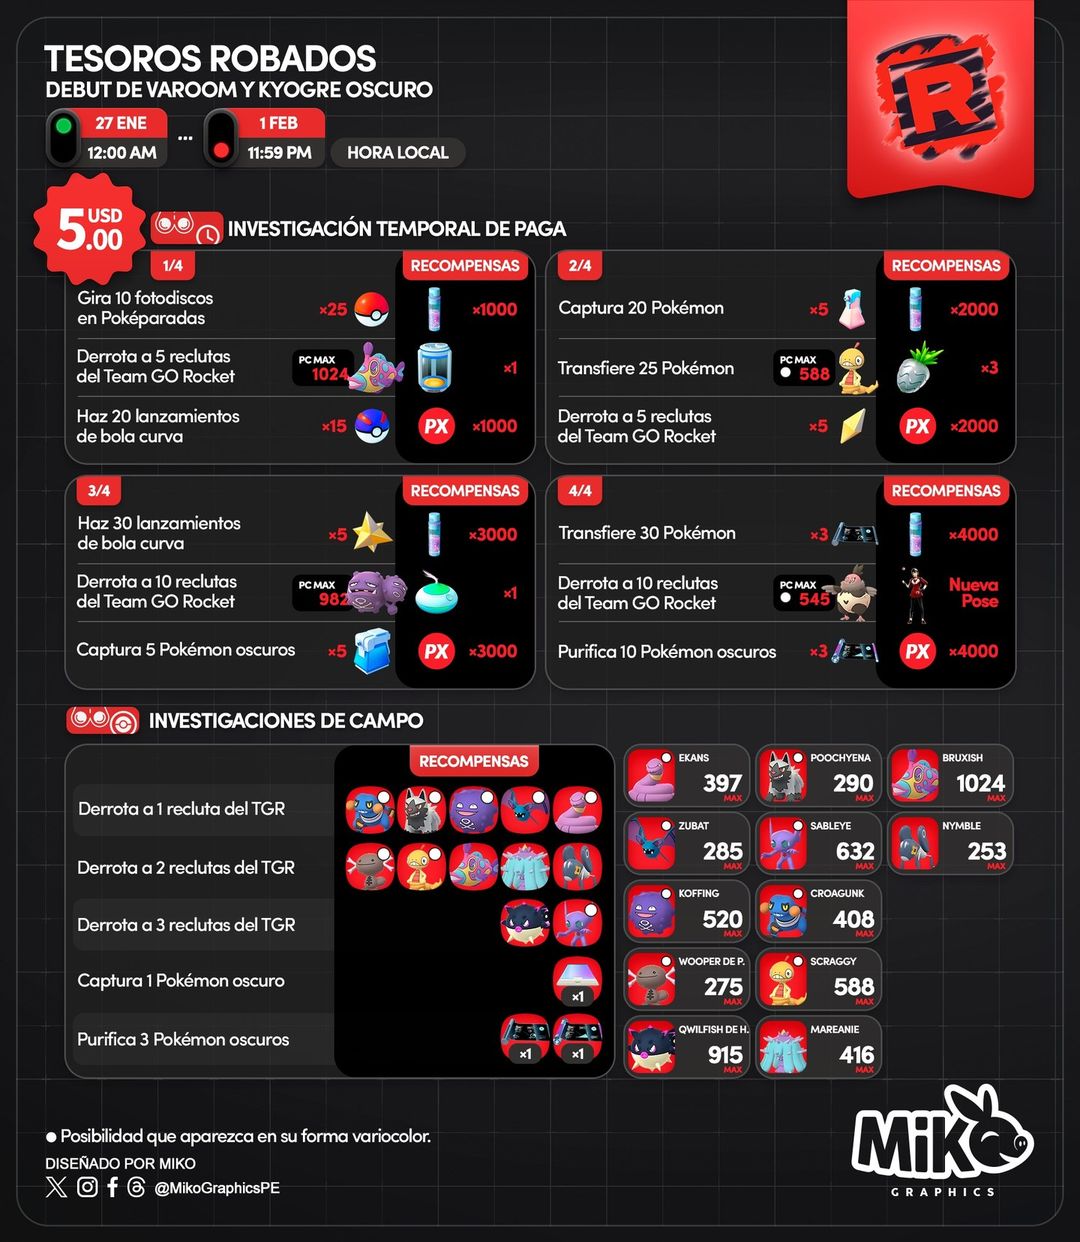 TESOROS ROBADOS
DEBUT DE VAROOM Y KYOGRE OSCURO
27 ENE
12:00 AM
...
1 FEB
11:59 PM
HORA LOCAL
R
5 USD .00
INVESTIGACIÓN TEMPORAL DE PAGA
1/4
RECOMPENSAS
Gira 10 fotodiscos
en Poképaradas
×25
×1000
Derrota a 5 reclutas
del Team GO Rocket
PC MAX
1024
×1
Haz 20 lanzamientos
de bola curva
×15
PX
×1000
2/4
RECOMPENSAS
Captura 20 Pokémon
×5
×2000
Transfiere 25 Pokémon
PC MAX
588
×3
Derrota a 5 reclutas
del Team GO Rocket
×5
PX
×2000
3/4
RECOMPENSAS
Haz 30 lanzamientos
de bola curva
×5
×3000
Derrota a 10 reclutas
del Team GO Rocket
PC MAX
982
×1
Captura 5 Pokémon oscuros
×5
PX
×3000
4/4
RECOMPENSAS
Transfiere 30 Pokémon
×3
×4000
Derrota a 10 reclutas
del Team GO Rocket
PC MAX
545
Nueva
Pose
Purifica 10 Pokémon oscuros
×3
PX
×4000
INVESTIGACIONES DE CAMPO
RECOMPENSAS
Derrota a 1 recluta del TGR
Derrota a 2 reclutas del TGR
Derrota a 3 reclutas del TGR
Captura 1 Pokémon oscuro
×1
Purifica 3 Pokémon oscuros
×1
×1
EKANS
397
MAX
POOCHYENA
290
MAX
BRUXISH
1024
MAX
ZUBAT
285
MAX
SABLEYE
632
MAX
NYMBLE
253
MAX
KOFFING
520
MAX
CROAGUNK
408
MAX
WOOPER DE P.
275
MAX
SCRAGGY
588
MAX
QWILFISH DE H.
915
MAX
MAREANIE
416
MAX
Posibilidad que aparezca en su forma variocolor.
DISEÑADO POR MIKO
@MikoGraphicsPE
MiKO
GRAPHICS